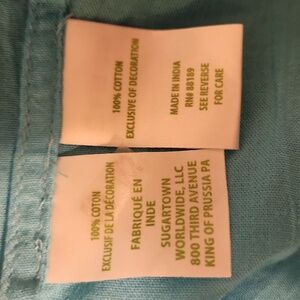 100% COTTON
EXCLUSIVE OF DECORATION
MADE IN INDIA
RN# 88189
SEE REVERSE
FOR CARE
100% COTON
EXCLUSIF DE LA DÉCORATION
FABRIQUÉ EN
INDE
SUGARTOWN
WORLDWIDE, LLC
800 THIRD AVENUE
KING OF PRUSSIA PA